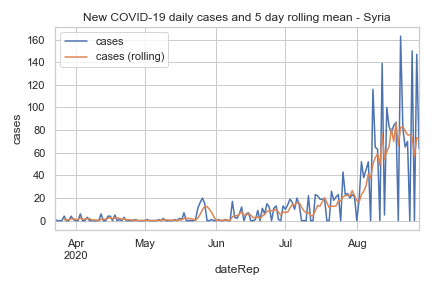 New COVID-19 daily cases and 5 day rolling mean - Syria
cases
cases (rolling)
160
140
120
100
80
60
40
20
0
cases
Apr
2020
May
Jun
Jul
Aug
dateRep